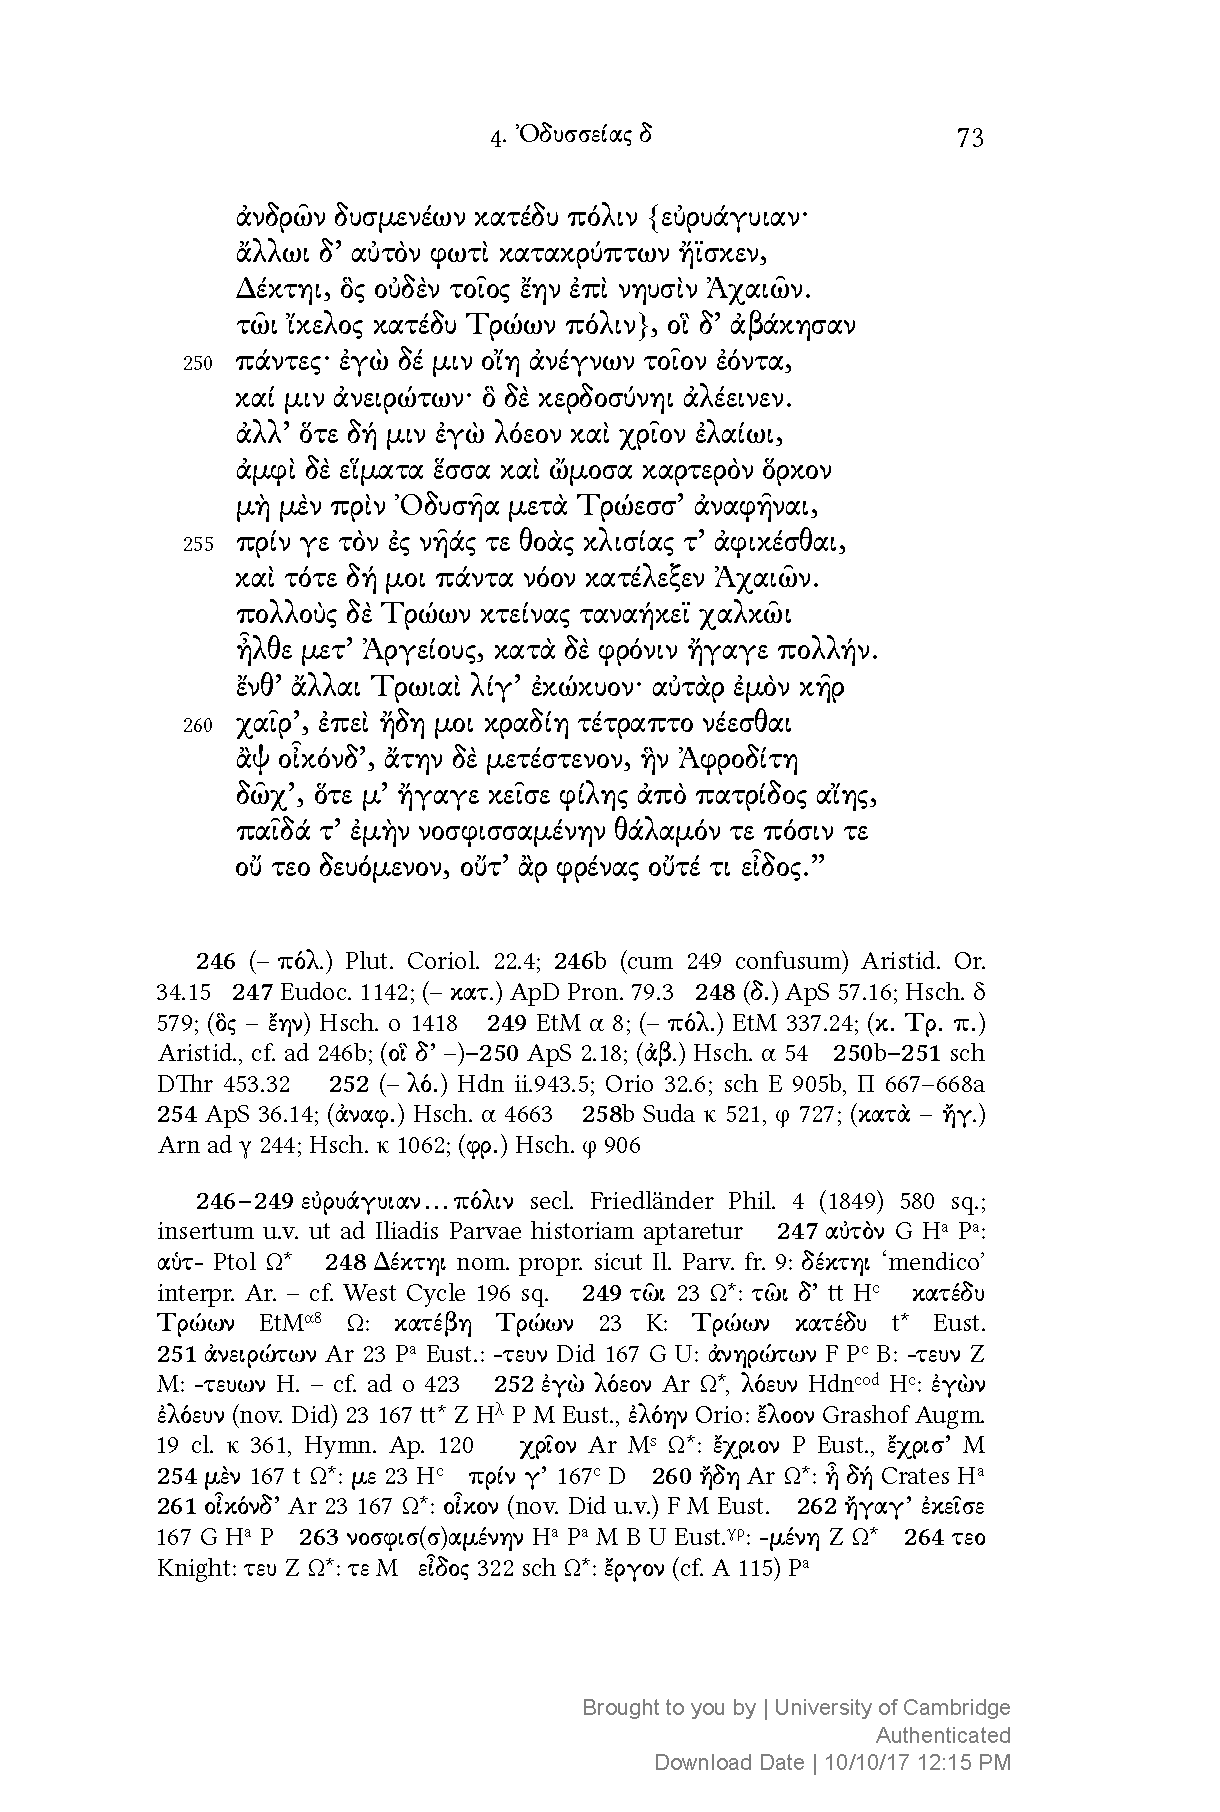 4. Ὀδυσσείας δ 73
ἀνδρῶν δυσμενέων κατέδυ πόλιν {εὐρυάγυιαν·
ἄλλωι δ’ αὐτὸν φωτὶ κατακρύπτων ἤϊσκεν,
Δέκτηι, ὃς οὐδὲν τοῖος ἔην ἐπὶ νηυσὶν Ἀχαιῶν.
τῶι ἴκελος κατέδυ Τρώων πόλιν}, οἳ δ’ ἀβάκησαν
250 πάντες· ἐγὼ δέ μιν οἴη ἀνέγνων τοῖον ἐόντα,
καί μιν ἀνειρώτων· ὃ δὲ κερδοσύνηι ἀλέεινεν.
ἀλλ’ ὅτε δή μιν ἐγὼ λόεον καὶ χρῖον ἐλαίωι,
ἀμφὶ δὲ εἵματα ἕσσα καὶ ὤμοσα καρτερὸν ὅρκον
μὴ μὲν πρὶν Ὀδυσῆα μετὰ Τρώεσσ’ ἀναφῆναι,
255 πρίν γε τὸν ἐς νῆάς τε θοὰς κλισίας τ’ ἀφικέσθαι,
καὶ τότε δή μοι πάντα νόον κατέλεξεν Ἀχαιῶν.
πολλοὺς δὲ Τρώων κτείνας ταναήκεϊ χαλκῶι
ἦλθε μετ’ Ἀργείους, κατὰ δὲ φρόνιν ἤγαγε πολλήν.
ἔνθ’ ἄλλαι Τρωιαὶ λίγ’ ἐκώκυον· αὐτὰρ ἐμὸν κῆρ
260 χαῖρ’, ἐπεὶ ἤδη μοι κραδίη τέτραπτο νέεσθαι
ἂψ οἶκόνδ’, ἄτην δὲ μετέστενον, ἣν Ἀφροδίτη
δῶχ’, ὅτε μ’ ἤγαγε κεῖσε φίλης ἀπὸ πατρίδος αἴης,
παῖδά τ’ ἐμὴν νοσφισσαμένην θάλαμόν τε πόσιν τε
οὔ τεο δευόμενον, οὔτ’ ἂρ φρένας οὔτέ τι εἶδος.”
246 (– πόλ.) Plut. Coriol. 22.4; 246b (cum 249 confusum) Aristid. Or.
34.15 247 Eudoc. 1142; (– κατ.) ApD Pron. 79.3 248 (δ.) ApS 57.16; Hsch. δ
579; (ὃς – ἔην) Hsch. ο 1418 249 EtM α 8; (– πόλ.) EtM 337.24; (κ. Τρ. π.)
Aristid., cf. ad 246b; (οἳ δ’ –)–250 ApS 2.18; (ἀβ.) Hsch. α 54 250b–251 sch
DThr 453.32 252 (– λό.) Hdn ii.943.5; Orio 32.6; sch Ε 905b, Π 667–668a
254 ApS 36.14; (ἀναφ.) Hsch. α 4663 258b Suda κ 521, φ 727; (κατὰ – ἤγ.)
Arn ad γ 244; Hsch. κ 1062; (φρ.) Hsch. φ 906
246–249 εὐρυάγυιαν…πόλιν secl. Friedländer Phil. 4 (1849) 580 sq.;
insertum u.v. ut ad Iliadis Parvae historiam aptaretur 247 αὐτὸν G Hᵃ Pᵃ:
αὑτ- Ptol Ω* 248 Δέκτηι nom. propr. sicut Il. Parv. fr. 9: δέκτηι ‘mendico’
interpr. Ar. – cf. West Cycle 196 sq. 249 τῶι 23 Ω*: τῶι δ’ tt Hᶜ κατέδυ
Τρώων EtMᵅ⁸ Ω: κατέβη Τρώων 23 K: Τρώων κατέδυ t* Eust.
251 ἀνειρώτων Ar 23 Pᵃ Eust.: -τευν Did 167 G U: ἀνηρώτων F Pᶜ B: -τευν Z
M: -τευων H. – cf. ad ο 423 252 ἐγὼ λόεον Ar Ω*, λόευν Hdnᶜᵒᵈ Hᶜ: ἐγὼν
ἐλόευν (nov. Did) 23 167 tt* Z Hᵞ P M Eust., ἐλόην Orio: ἔλοον Grashof Augm.
19 cl. κ 361, Hymn. Ap. 120 χρῖον Ar Mˢ Ω*: ἔχριον P Eust., ἔχρισ’ M
254 μὲν 167 t Ω*: με 23 Hᶜ πρίν γ’ 167ᶜ D 260 ἤδη Ar Ω*: ἦ δή Crates Hᵃ
261 οἶκόνδ’ Ar 23 167 Ω*: οἶκον (nov. Did u.v.) F M Eust. 262 ἤγαγ’ ἐκεῖσε
167 G Hᵃ P 263 νοσφισ(σ)αμένην Hᵃ Pᵃ M B U Eust.ᵞᵖ: -μένη Z Ω* 264 τεο
Knight: τευ Z Ω*: τε M εἶδος 322 sch Ω*: ἔργον (cf. Α 115) Pᵃ
Brought to you by | University of Cambridge
Authenticated
Download Date | 10/10/17 12:15 PM